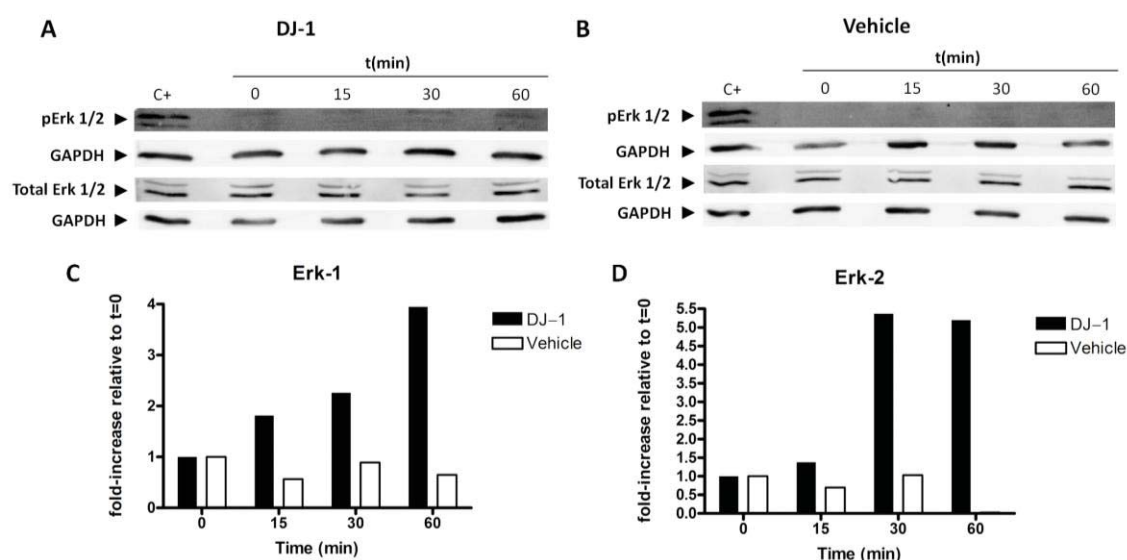 A
DJ-1
t(min)
C+ 0 15 30 60
pErk 1/2
GAPDH
Total Erk 1/2
GAPDH
B
Vehicle
t(min)
C+ 0 15 30 60
pErk 1/2
GAPDH
Total Erk 1/2
GAPDH
C
Erk-1
fold-increase relative to t=0
4
3
2
1
0
0 15 30 60
Time (min)
DJ–1
Vehicle
D
Erk-2
fold-increase relative to t=0
5.5
5.0
4.5
4.0
3.5
3.0
2.5
2.0
1.5
1.0
0.5
0.0
0 15 30 60
Time (min)
DJ–1
Vehicle